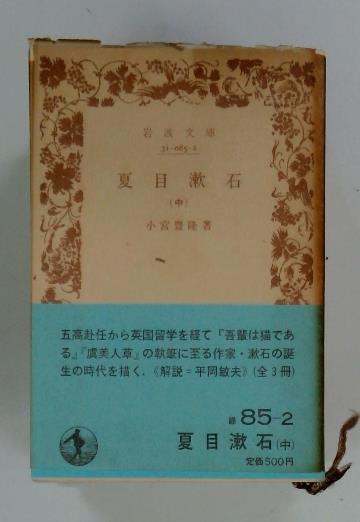 岩波文庫
31-085-2
夏目漱石
(中)
小宮豊隆著
五高赴任から英国留学を経て『吾輩は猫であ
る』『虞美人草』の執筆に至る作家・漱石の誕
生の時代を描く.《解説=平岡敏夫》(全3冊)
緑85-2
夏目漱石(中)
定価500円